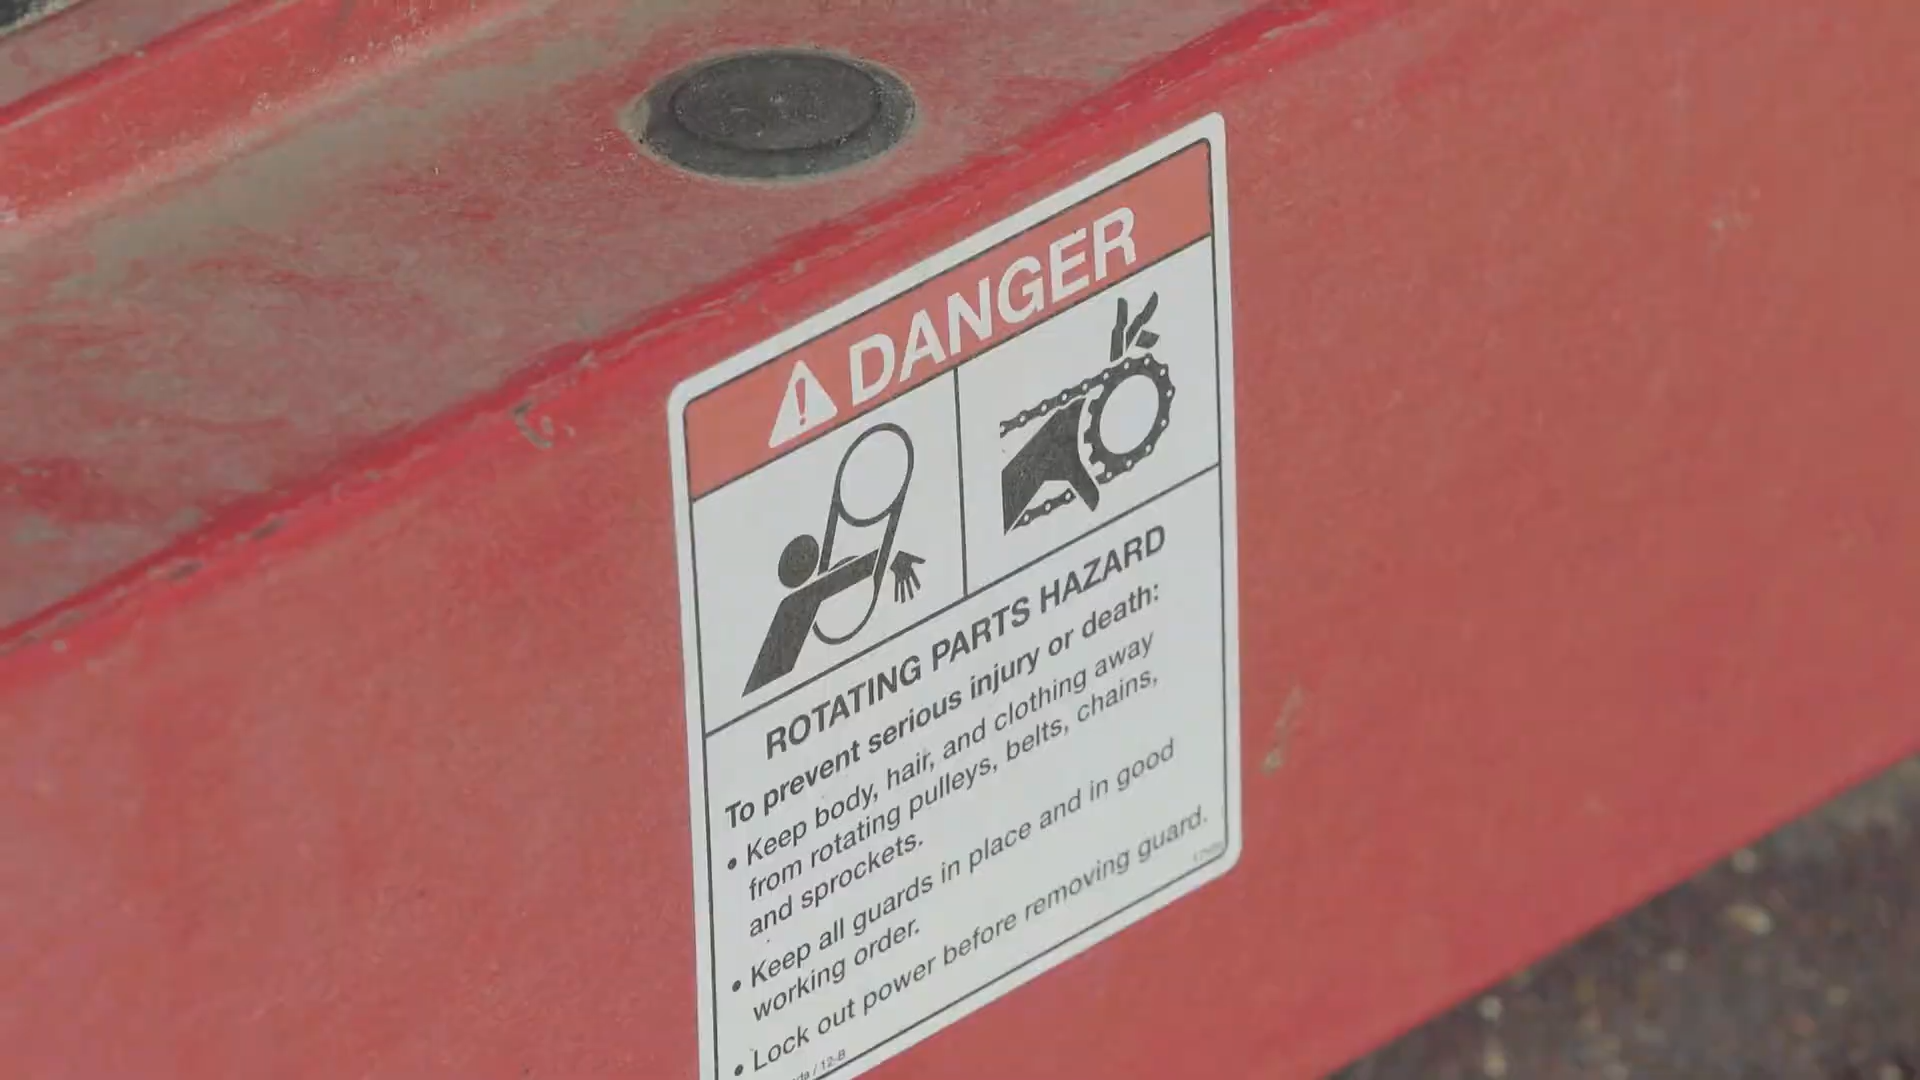 DANGER
ROTATING PARTS HAZARD
To prevent serious injury or death:
• Keep body, hair, and clothing away
from rotating pulleys, belts, chains,
and sprockets.
• Keep all guards in place and in good
working order.
• Lock out power before removing guard.
/ 12-B